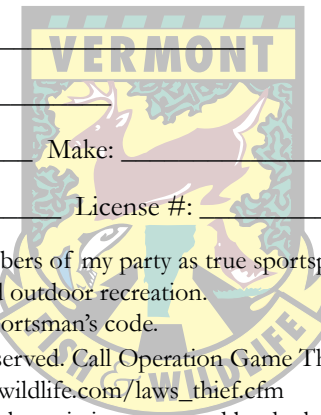 VERMONT
Make:
License #:
bers of my party as true sportsp
d outdoor recreation.
ortsman's code.
served. Call Operation Game Th
wildlife.com/laws_thief.cfm
FISH & WILDLIFE